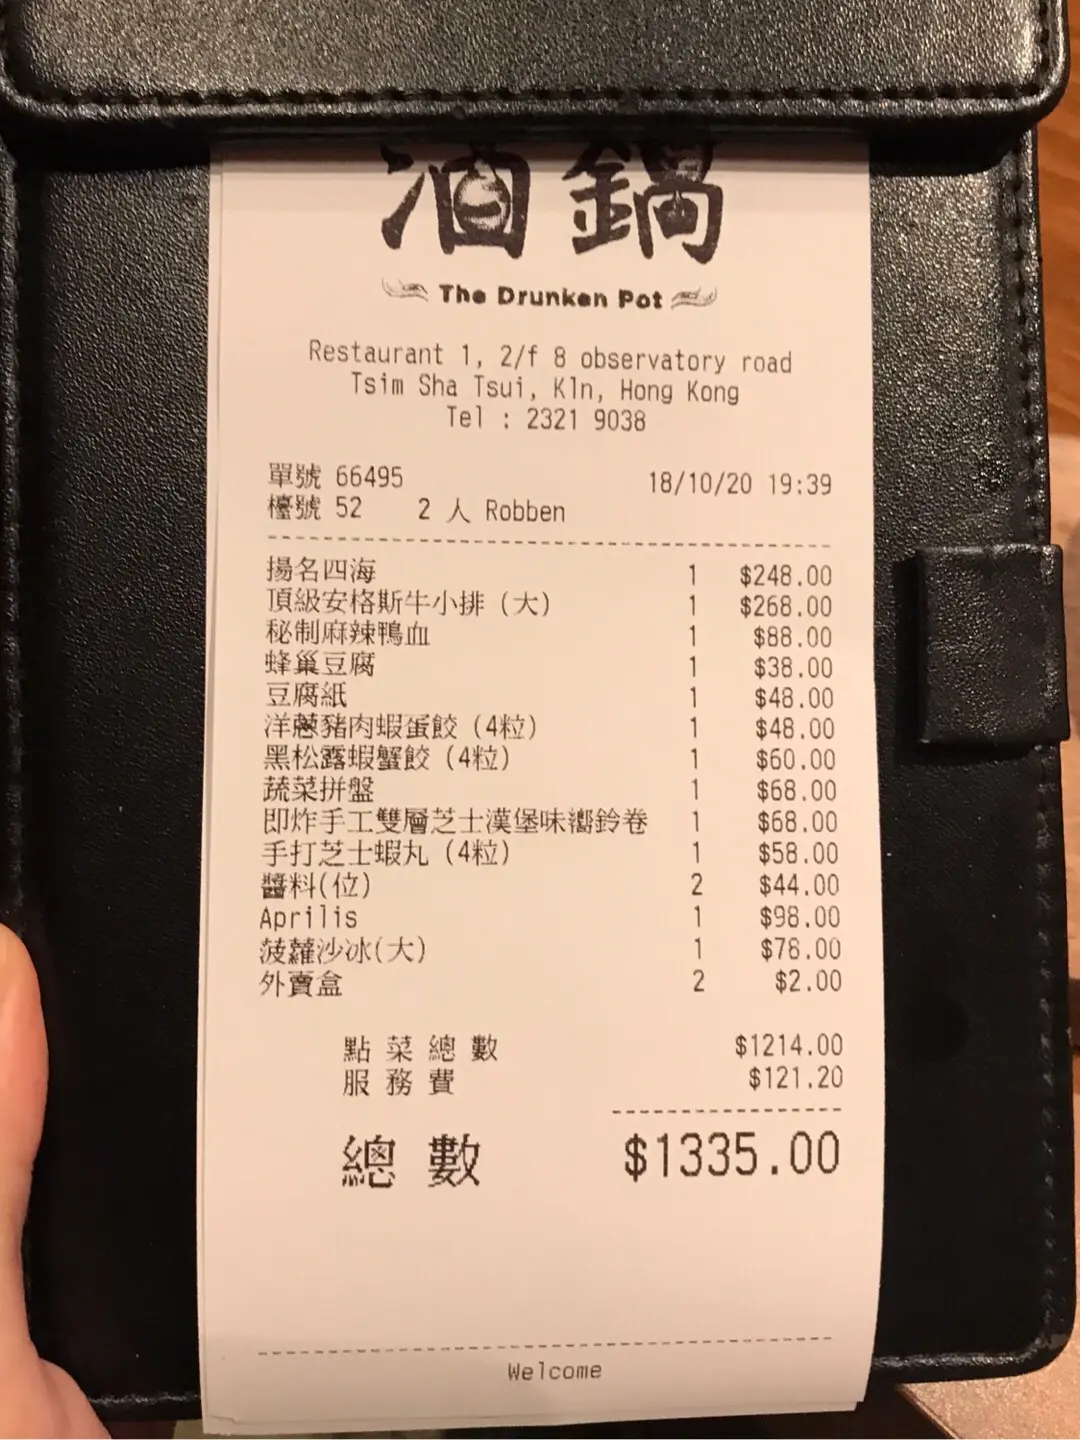 酒鍋
The Drunken Pot
Restaurant 1, 2/f 8 observatory road
Tsim Sha Tsui, Kln, Hong Kong
Tel : 2321 9038
單號 66495 18/10/20 19:39
檯號 52 2 人 Robben
揚名四海 1 $248.00
頂級安格斯牛小排 (大) 1 $268.00
秘制麻辣鴨血 1 $88.00
蜂巢豆腐 1 $38.00
豆腐紙 1 $48.00
洋蔥豬肉蝦蛋餃 (4粒) 1 $48.00
黑松露蝦蟹餃 (4粒) 1 $60.00
蔬菜拼盤 1 $68.00
即炸手工雙層芝士漢堡味嚮鈴卷 1 $68.00
手打芝士蝦丸 (4粒) 1 $58.00
醬料(位) 2 $44.00
Aprilis 1 $98.00
菠蘿沙冰(大) 1 $78.00
外賣盒 2 $2.00
點菜總數 $1214.00
服務費 $121.20
總數 $1335.00
Welcome